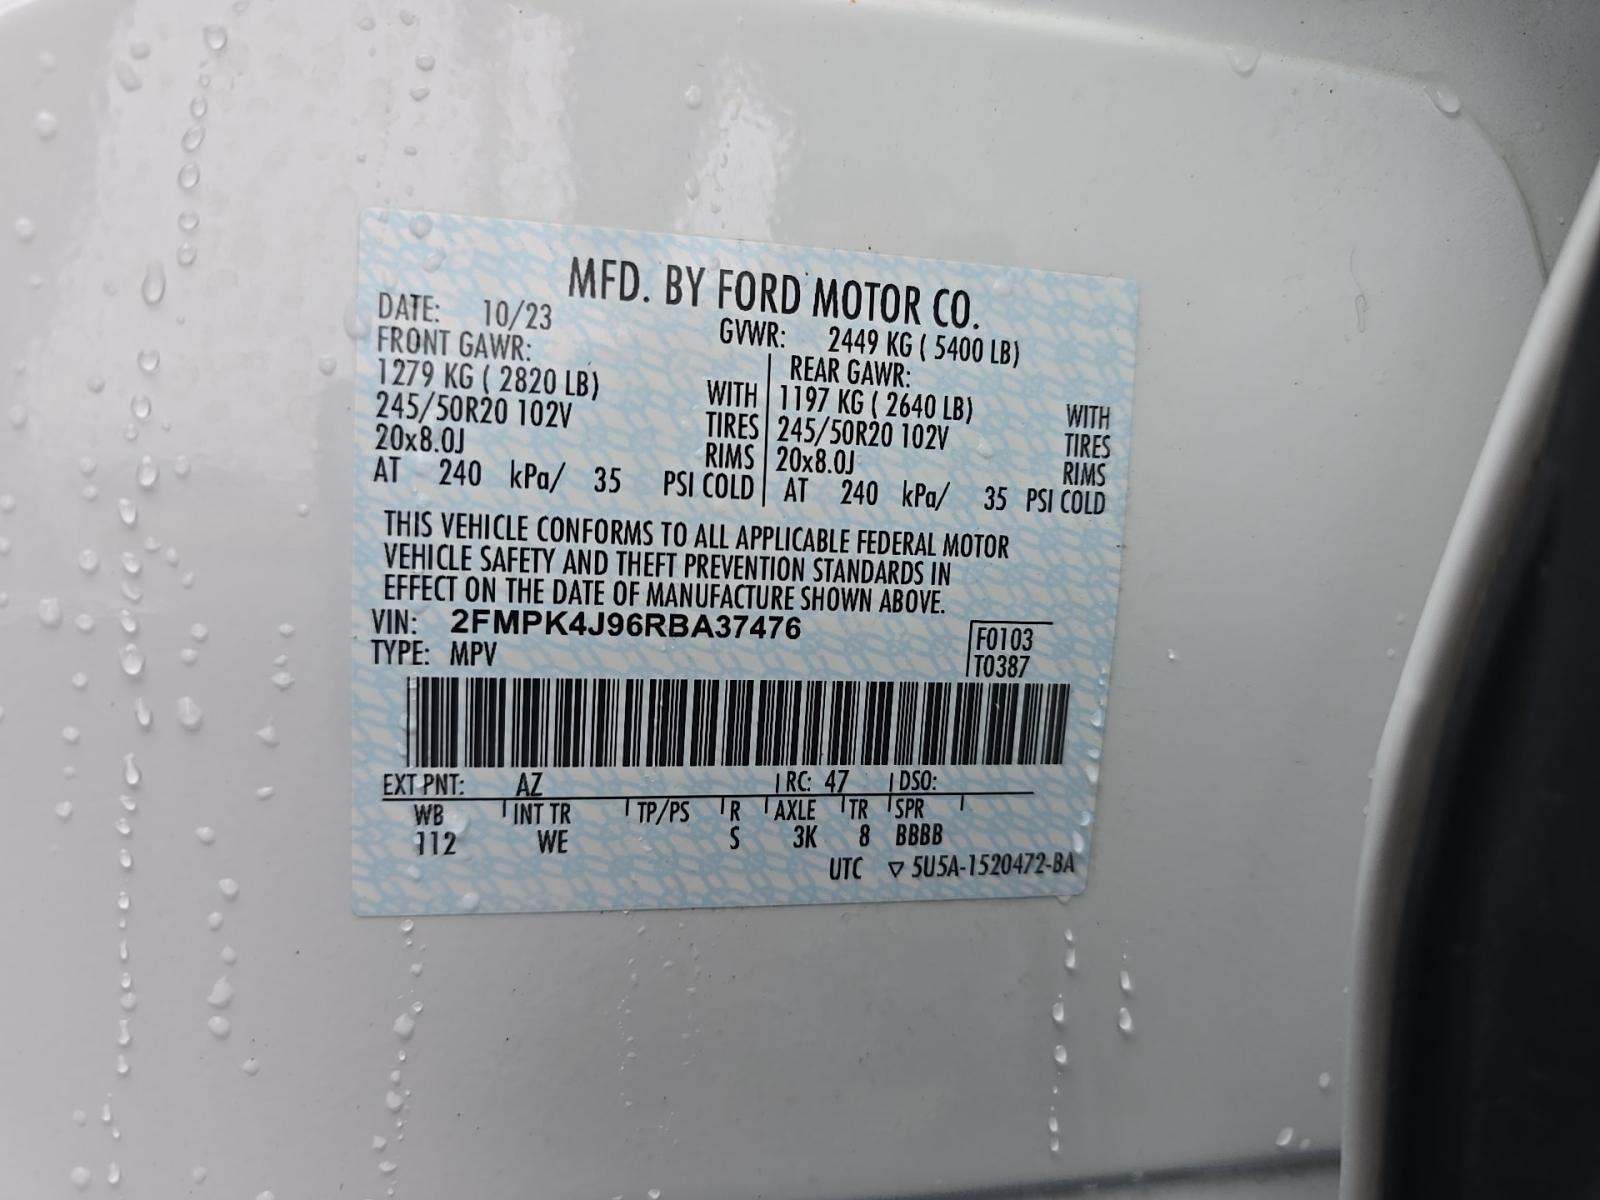 MFD. BY FORD MOTOR CO.
DATE: 10/23
GVWR: 2449 KG ( 5400 LB)
FRONT GAWR:
1279 KG ( 2820 LB) WITH
245/50R20 102V TIRES
20x8.0J RIMS
AT 240 kPa/ 35 PSI COLD
REAR GAWR:
1197 KG ( 2640 LB) WITH
245/50R20 102V TIRES
20x8.0J RIMS
AT 240 kPa/ 35 PSI COLD
THIS VEHICLE CONFORMS TO ALL APPLICABLE FEDERAL MOTOR
VEHICLE SAFETY AND THEFT PREVENTION STANDARDS IN
EFFECT ON THE DATE OF MANUFACTURE SHOWN ABOVE.
VIN: 2FMPK4J96RBA37476
TYPE: MPV
F0103
T0387
EXT PNT: AZ RC: 47 DSO:
WB INT TR TP/PS R AXLE TR SPR
112 WE S 3K 8 BBBB
UTC ▽ 5U5A-1520472-BA